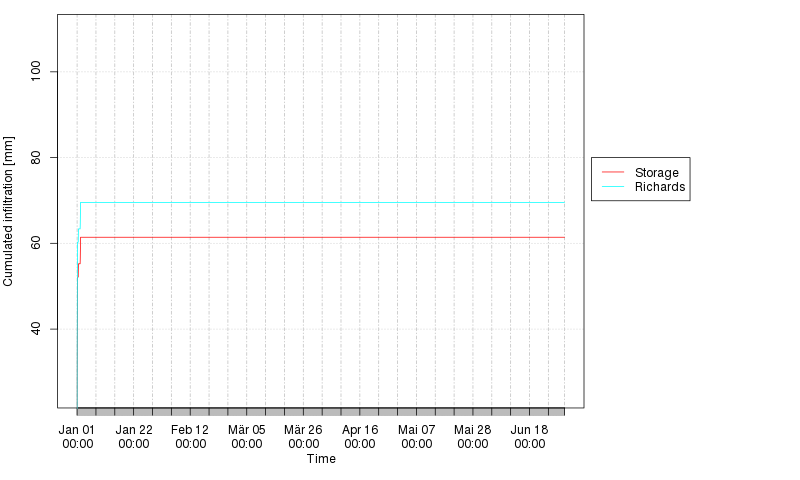 Cumulated infiltration [mm]
100
80
60
40
Storage
Richards
Jan 01 Jan 22 Feb 12 Mär 05 Mär 26 Apr 16 Mai 07 Mai 28 Jun 18
00:00 00:00 00:00 00:00 00:00 00:00 00:00 00:00 00:00
Time